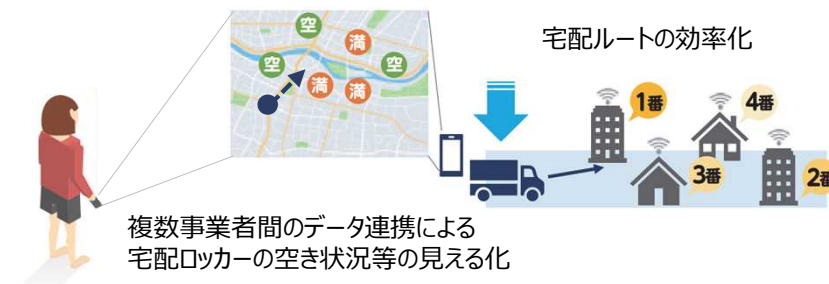 空
満
空
空
満
満
宅配ルートの効率化
1番
4番
3番
2番
複数事業者間のデータ連携による
宅配ロッカーの空き状況等の見える化